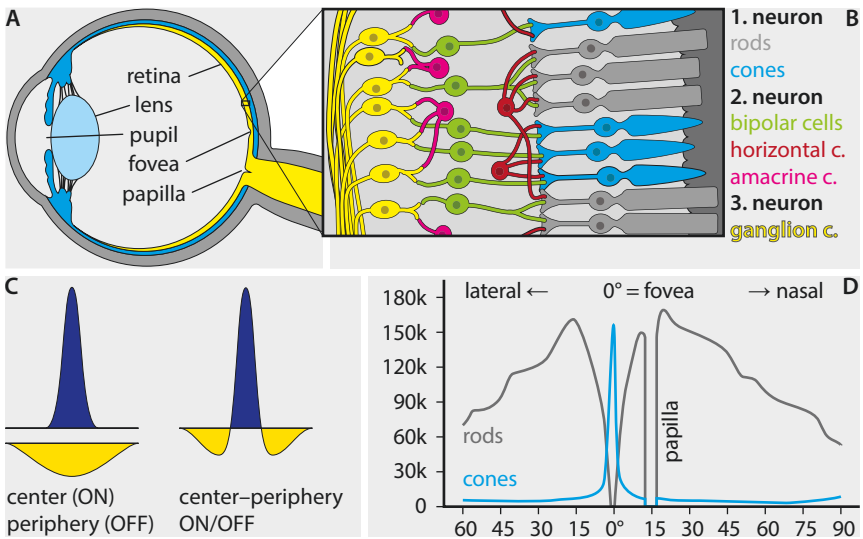 A
retina
lens
pupil
fovea
papilla
B
1. neuron
rods
cones
2. neuron
bipolar cells
horizontal c.
amacrine c.
3. neuron
ganglion c.
C
center (ON)
periphery (OFF)
center–periphery
ON/OFF
D
lateral ← 0° = fovea → nasal
180k
150k
120k
90k
60k
30k
0
rods
cones
papilla
60 45 30 15 0° 15 30 45 60 75 90